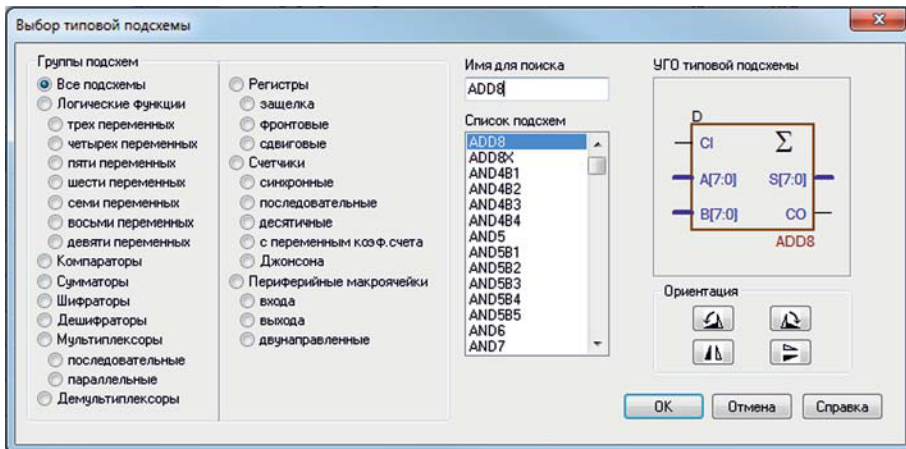 Выбор типовой подсхемы
Группы подсхем
Все подсхемы
Логические функции
трех переменных
четырех переменных
пяти переменных
шести переменных
семи переменных
восьми переменных
девяти переменных
Компараторы
Сумматоры
Шифраторы
Дешифраторы
Мультиплексоры
последовательные
параллельные
Демультиплексоры
Регистры
защелка
фронтовые
сдвиговые
Счетчики
синхронные
последовательные
десятичные
с переменным коэф.счета
Джонсона
Периферийные макроячейки
входа
выхода
двунаправленные
Имя для поиска
ADD8
Список подсхем
ADD8
ADD8X
AND4B1
AND4B2
AND4B3
AND4B4
AND5
AND5B1
AND5B2
AND5B3
AND5B4
AND5B5
AND6
AND7
УГО типовой подсхемы
D
CI Σ
A[7:0] S[7:0]
B[7:0] CO
ADD8
Ориентация
OK Отмена Справка